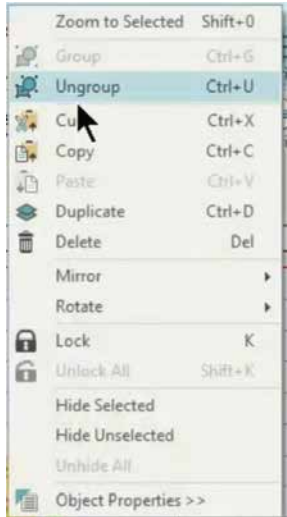 Zoom to Selected Shift+0
Group Ctrl+G
Ungroup Ctrl+U
Cu Ctrl+X
Copy Ctrl+C
Paste Ctrl+V
Duplicate Ctrl+D
Delete Del
Mirror
Rotate
Lock K
Unlock All Shift+K
Hide Selected
Hide Unselected
Unhide All
Object Properties >>